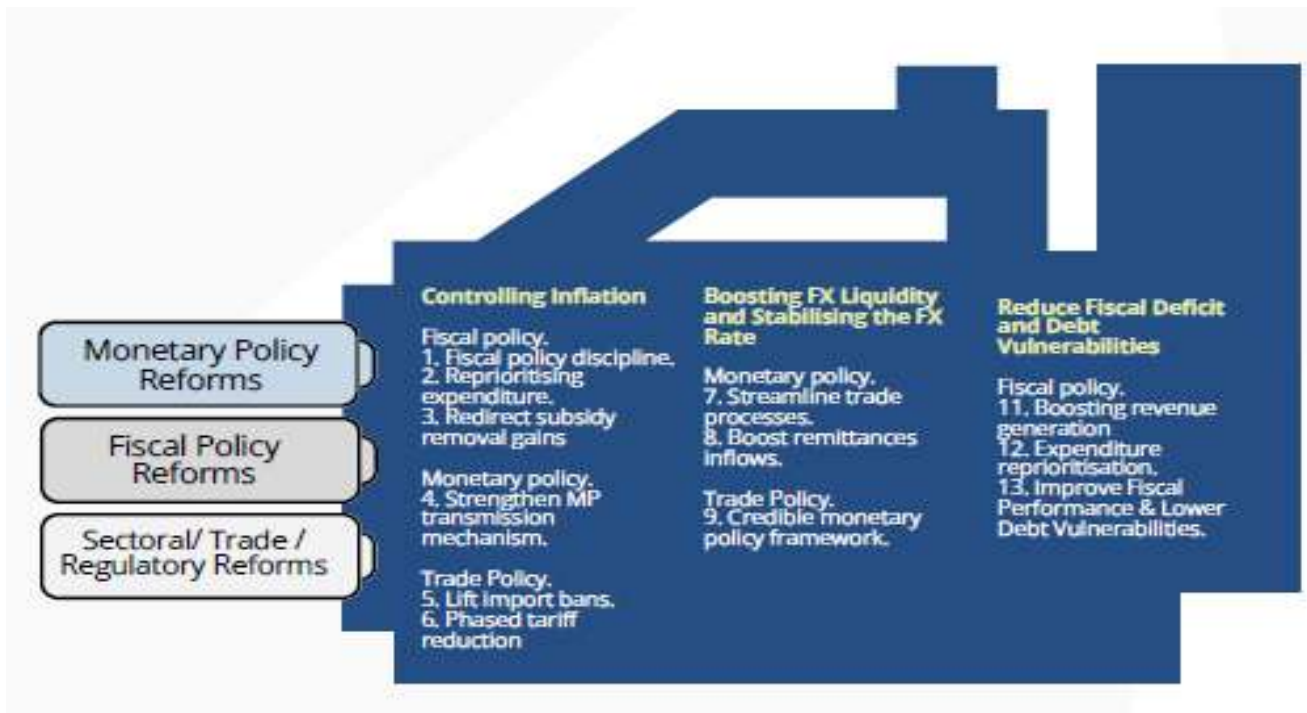 Monetary Policy
Reforms
Fiscal Policy
Reforms
Sectoral/ Trade /
Regulatory Reforms
Controlling Inflation
Fiscal policy.
1. Fiscal policy discipline.
2. Reprioritising
expenditure.
3. Redirect subsidy
removal gains
Monetary policy.
4. Strengthen MP
transmission
mechanism.
Trade Policy.
5. Lift import bans.
6. Phased tariff
reduction
Boosting FX Liquidity
and Stabilising the FX
Rate
Monetary policy.
7. Streamline trade
processes.
8. Boost remittances
inflows.
Trade Policy.
9. Credible monetary
policy framework.
Reduce Fiscal Deficit
and Debt
Vulnerabilities
Fiscal policy.
11. Boosting revenue
generation
12. Expenditure
reprioritisation.
13. Improve Fiscal
Performance & Lower
Debt Vulnerabilities.